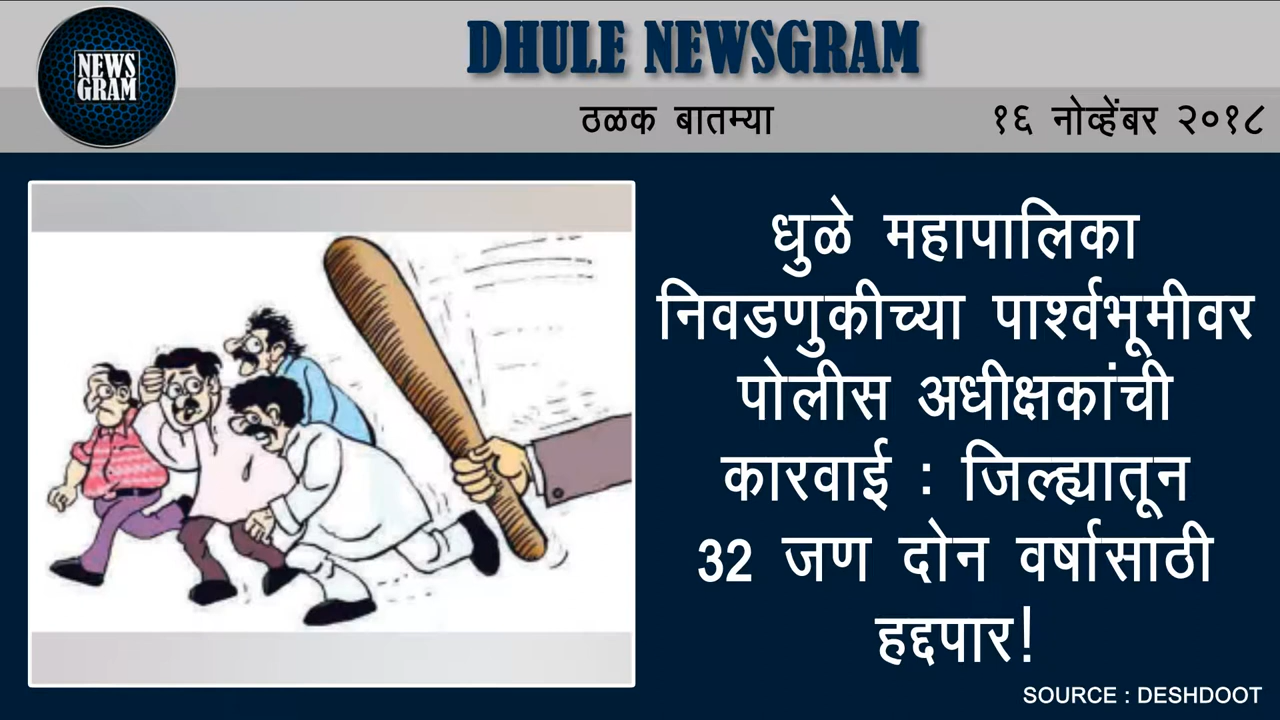 NEWS
GRAM
DHULE NEWSGRAM
ठळक बातम्या
१६ नोव्हेंबर २०१८
धुळे महापालिका
निवडणुकीच्या पार्श्वभूमीवर
पोलीस अधीक्षकांची
कारवाई : जिल्ह्यातून
32 जण दोन वर्षासाठी
हद्दपार!
SOURCE : DESHDOOT